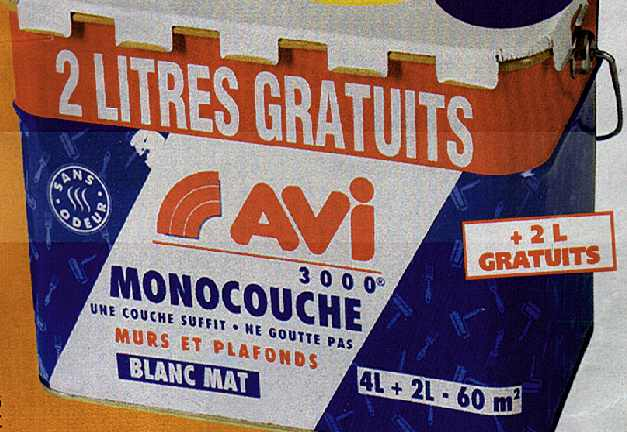 2 LITRES GRATUITS
SANS ODEUR
AVi
3000®
MONOCOUCHE
UNE COUCHE SUFFIT • NE GOUTTE PAS
MURS ET PLAFONDS
BLANC MAT
+ 2 L
GRATUITS
4L + 2L - 60 m²